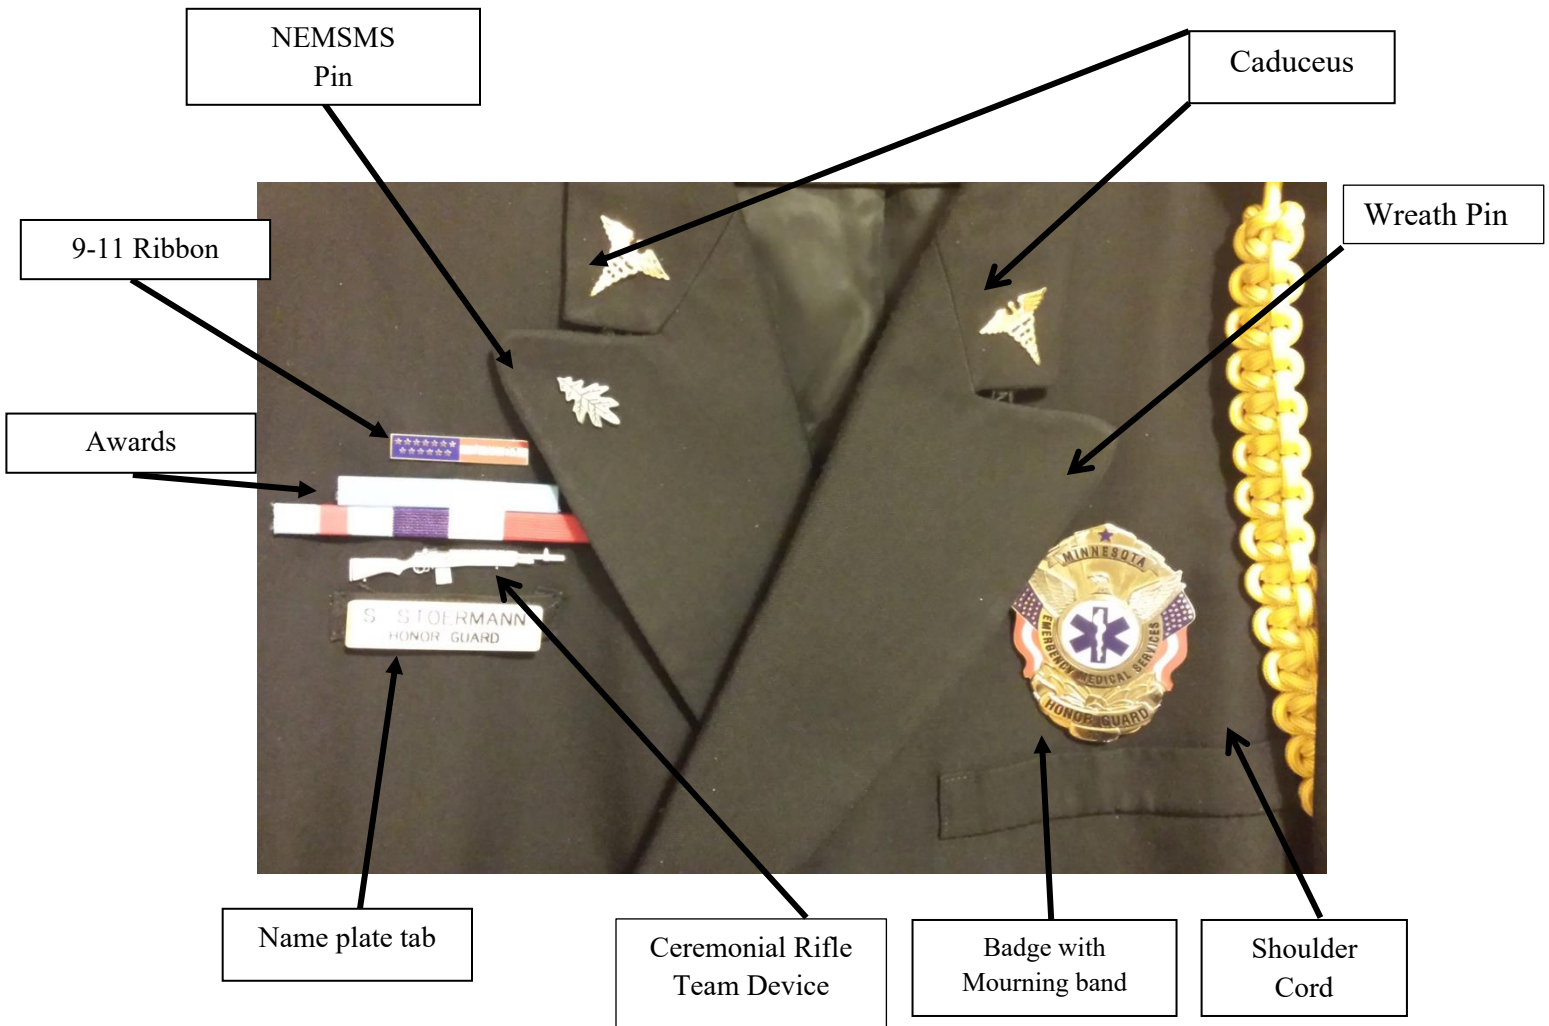 NEMSMS
Pin
Caduceus
Wreath Pin
9-11 Ribbon
Awards
S STOERMANN
HONOR GUARD
MINNESOTA
EMERGENCY MEDICAL SERVICES
HONOR GUARD
Name plate tab
Ceremonial Rifle
Team Device
Badge with
Mourning band
Shoulder
Cord